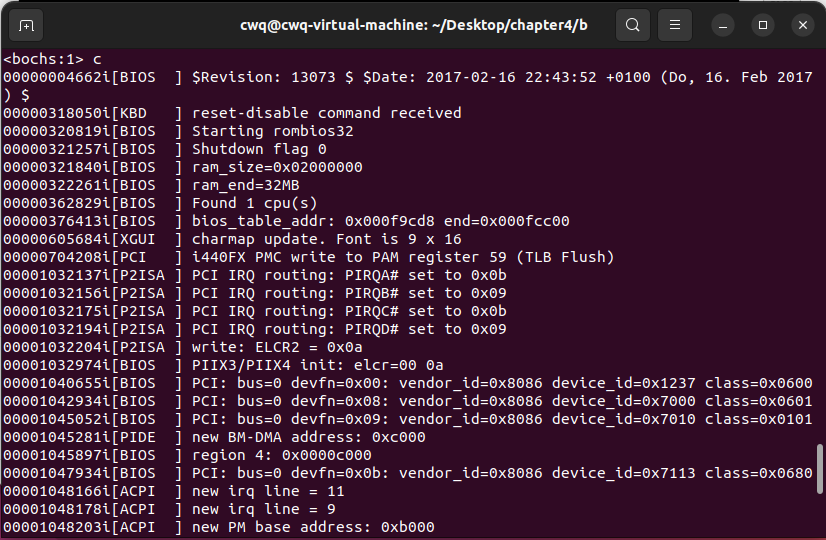 cwq@cwq-virtual-machine: ~/Desktop/chapter4/b
<bochs:1> c
00000004662i[BIOS  ] $Revision: 13073 $ $Date: 2017-02-16 22:43:52 +0100 (Do, 16. Feb 2017
) $
00000318050i[KBD   ] reset-disable command received
00000320819i[BIOS  ] Starting rombios32
00000321257i[BIOS  ] Shutdown flag 0
00000321840i[BIOS  ] ram_size=0x02000000
00000322261i[BIOS  ] ram_end=32MB
00000362829i[BIOS  ] Found 1 cpu(s)
00000376413i[BIOS  ] bios_table_addr: 0x000f9cd8 end=0x000fcc00
00000605684i[XGUI  ] charmap update. Font is 9 x 16
00000704208i[PCI   ] i440FX PMC write to PAM register 59 (TLB Flush)
00001032137i[P2ISA ] PCI IRQ routing: PIRQA# set to 0x0b
00001032156i[P2ISA ] PCI IRQ routing: PIRQB# set to 0x09
00001032175i[P2ISA ] PCI IRQ routing: PIRQC# set to 0x0b
00001032194i[P2ISA ] PCI IRQ routing: PIRQD# set to 0x09
00001032204i[P2ISA ] write: ELCR2 = 0x0a
00001032974i[BIOS  ] PIIX3/PIIX4 init: elcr=00 0a
00001040655i[BIOS  ] PCI: bus=0 devfn=0x00: vendor_id=0x8086 device_id=0x1237 class=0x0600
00001042934i[BIOS  ] PCI: bus=0 devfn=0x08: vendor_id=0x8086 device_id=0x7000 class=0x0601
00001045052i[BIOS  ] PCI: bus=0 devfn=0x09: vendor_id=0x8086 device_id=0x7010 class=0x0101
00001045281i[PIDE  ] new BM-DMA address: 0xc000
00001045897i[BIOS  ] region 4: 0x0000c000
00001047934i[BIOS  ] PCI: bus=0 devfn=0x0b: vendor_id=0x8086 device_id=0x7113 class=0x0680
00001048166i[ACPI  ] new irq line = 11
00001048178i[ACPI  ] new irq line = 9
00001048203i[ACPI  ] new PM base address: 0xb000